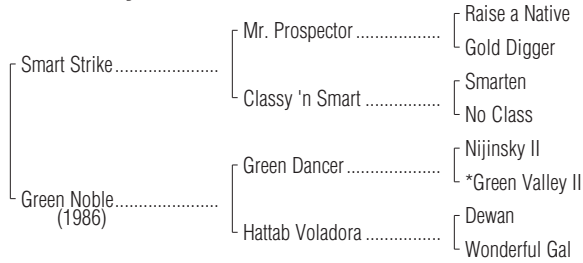 Raise a Native
Mr. Prospector ..................
Gold Digger
Smart Strike.....................
Smarten
Classy 'n Smart ................
No Class
Nijinsky II
Green Dancer ...................
*Green Valley II
Green Noble.....................
(1986)
Dewan
Hattab Voladora ................
Wonderful Gal